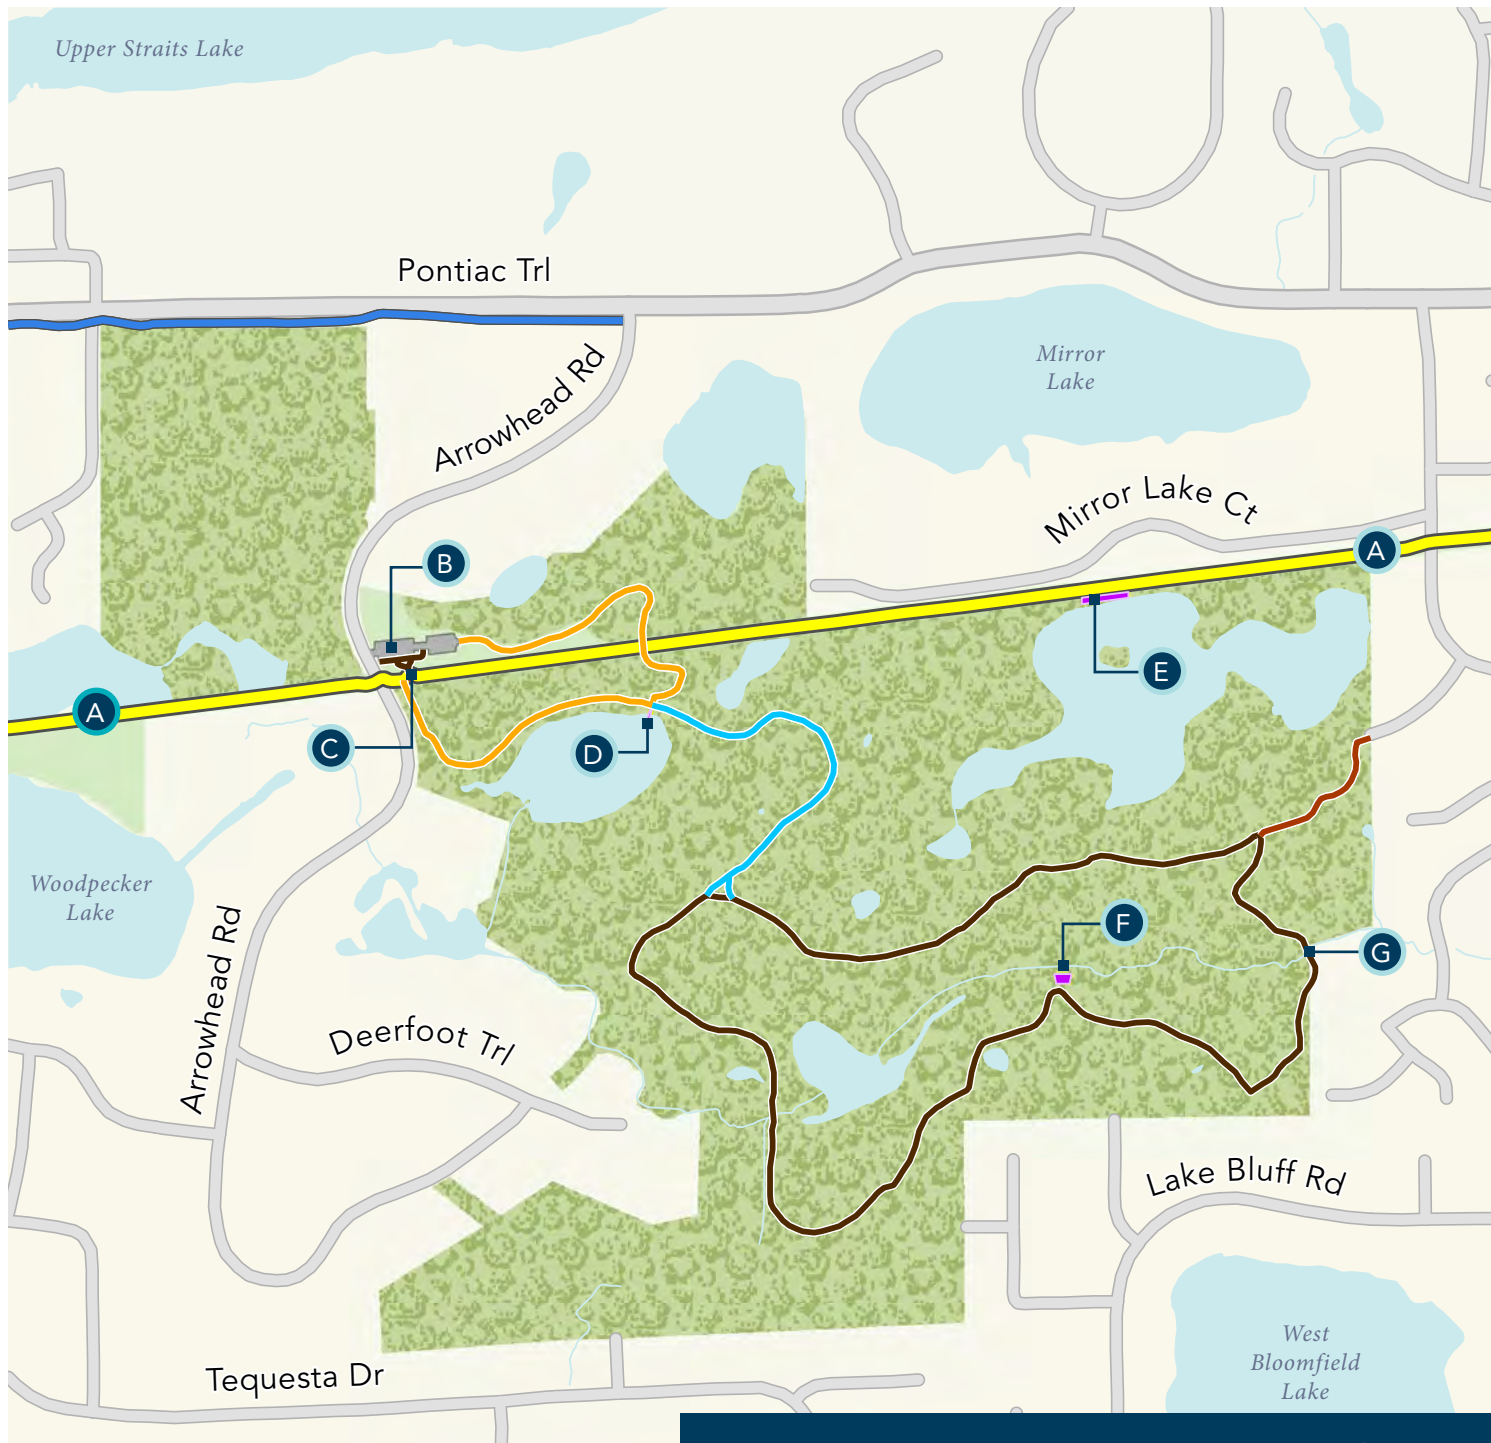 Upper Straits Lake
Pontiac Trl
Arrowhead Rd
Mirror
Lake
Mirror Lake Ct
A
B
A
C
D
E
Woodpecker
Lake
Arrowhead Rd
F
G
Deerfoot Trl
Lake Bluff Rd
West
Bloomfield
Lake
Tequesta Dr